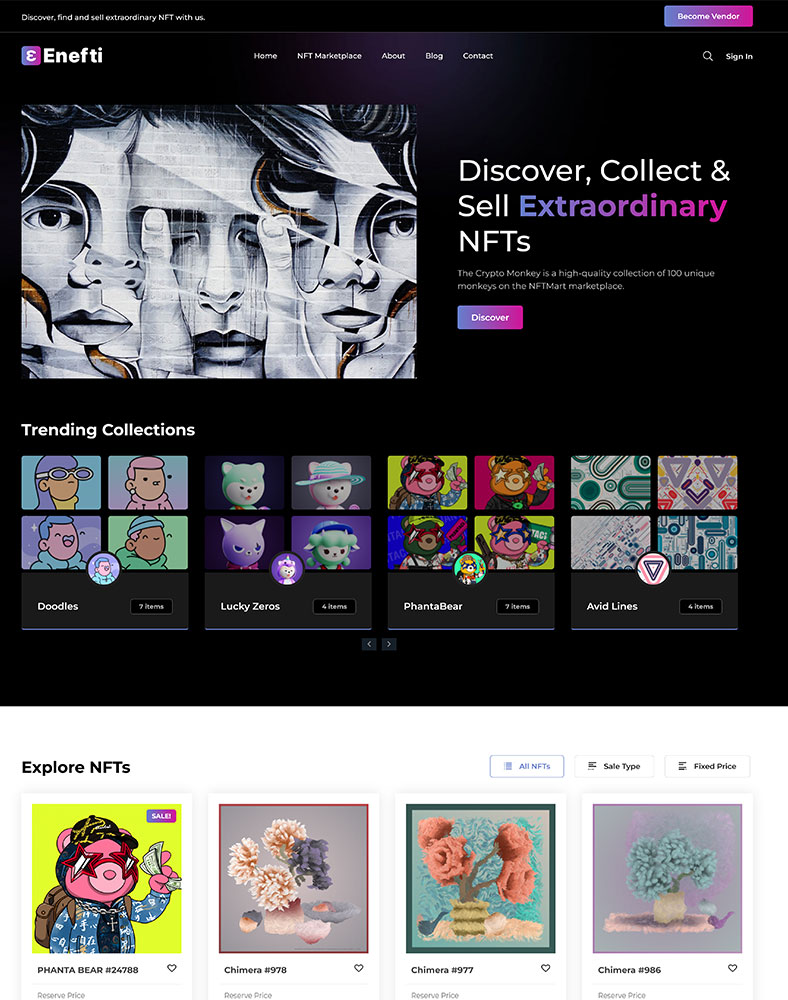 Discover, find and sell extraordinary NFT with us.
Become Vendor
Enefti
Home
NFT Marketplace
About
Blog
Contact
Sign In
Discover, Collect &
Sell Extraordinary
NFTs
The Crypto Monkey is a high-quality collection of 100 unique
monkeys on the NFTMart marketplace.
Discover
Trending Collections
Doodles
7 items
Lucky Zeros
4 items
PhantaBear
7 items
Avid Lines
4 items
Explore NFTs
All NFTs
Sale Type
Fixed Price
SALE!
PHANTA BEAR #24788
Chimera #978
Chimera #977
Chimera #986
Reserve Price
Reserve Price
Reserve Price
Reserve Price